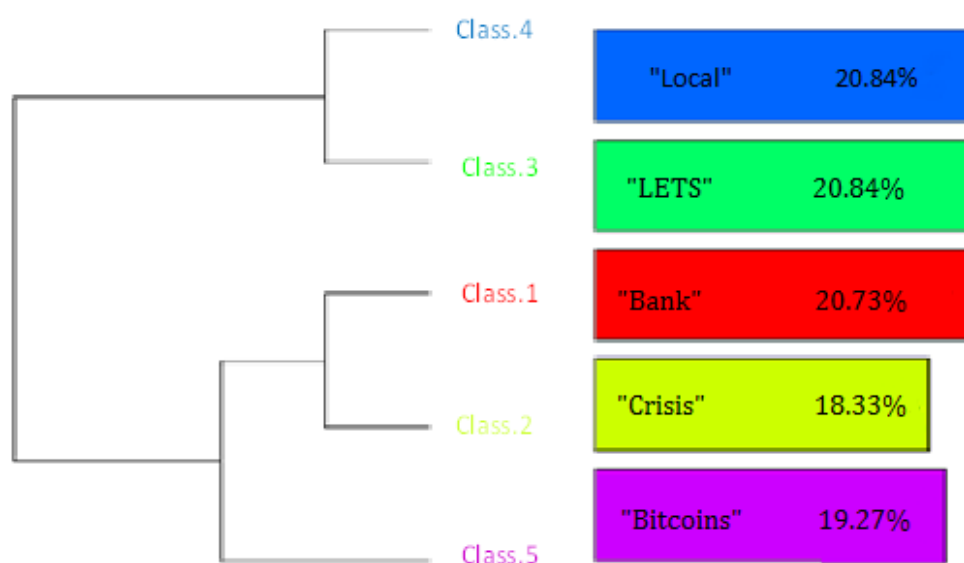 Class.4
"Local" 20.84%
Class.3
"LETS" 20.84%
Class.1
"Bank" 20.73%
Class.2
"Crisis" 18.33%
Class.5
"Bitcoins" 19.27%